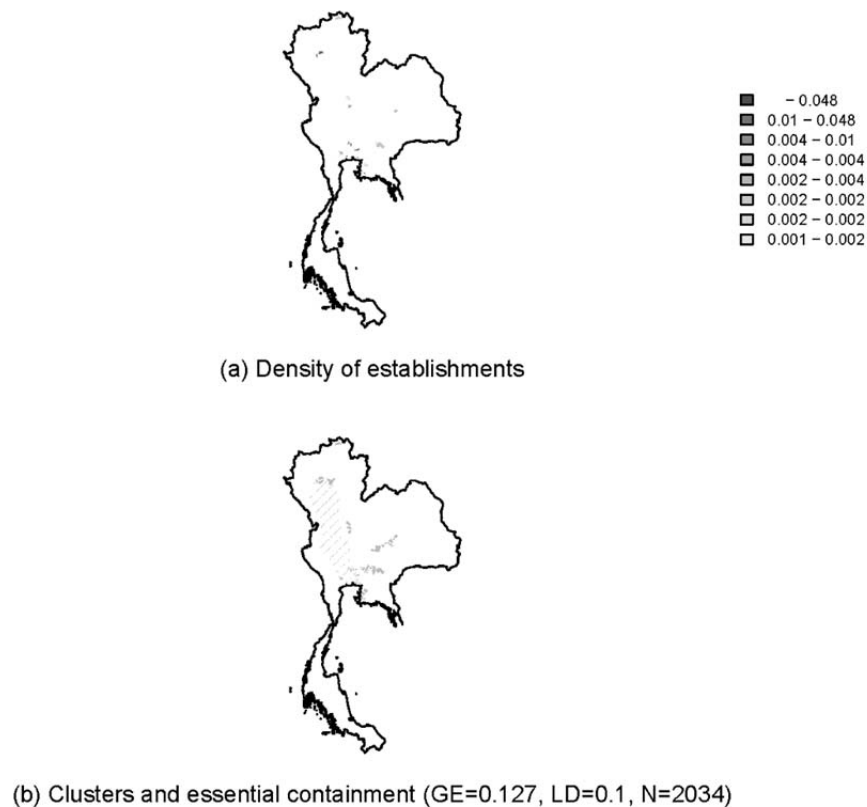 − 0.048
0.01 − 0.048
0.004 − 0.01
0.004 − 0.004
0.002 − 0.004
0.002 − 0.002
0.002 − 0.002
0.001 − 0.002
(a) Density of establishments
(b) Clusters and essential containment (GE=0.127, LD=0.1, N=2034)